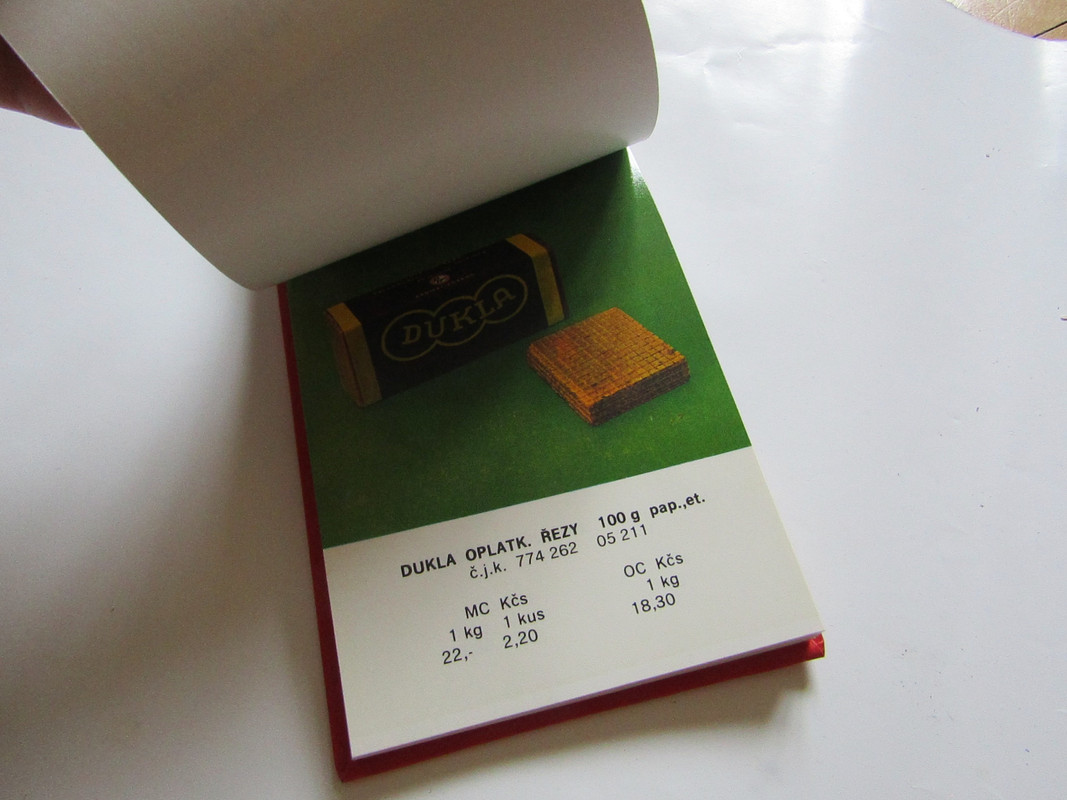 DUKLA
DUKLA OPLATK. ŘEZY 100 g pap.,et.
č.j.k. 774 262 05 211
MC Kčs OC Kčs
1 kg 1 kus 1 kg
22,- 2,20 18,30